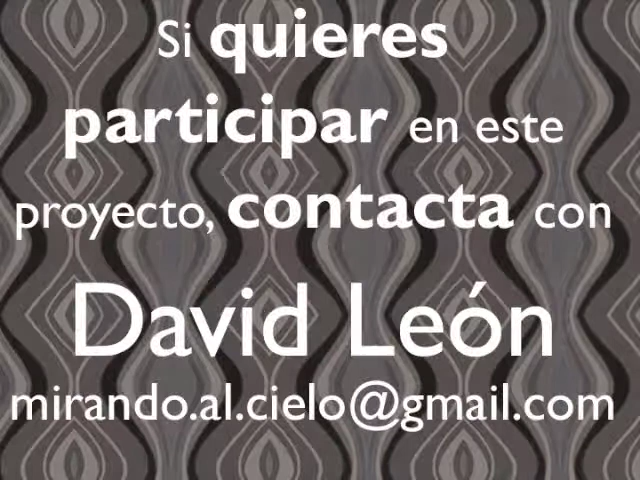 Si quieres
participar en este
proyecto, contacta con
David León
mirando.al.cielo@gmail.com